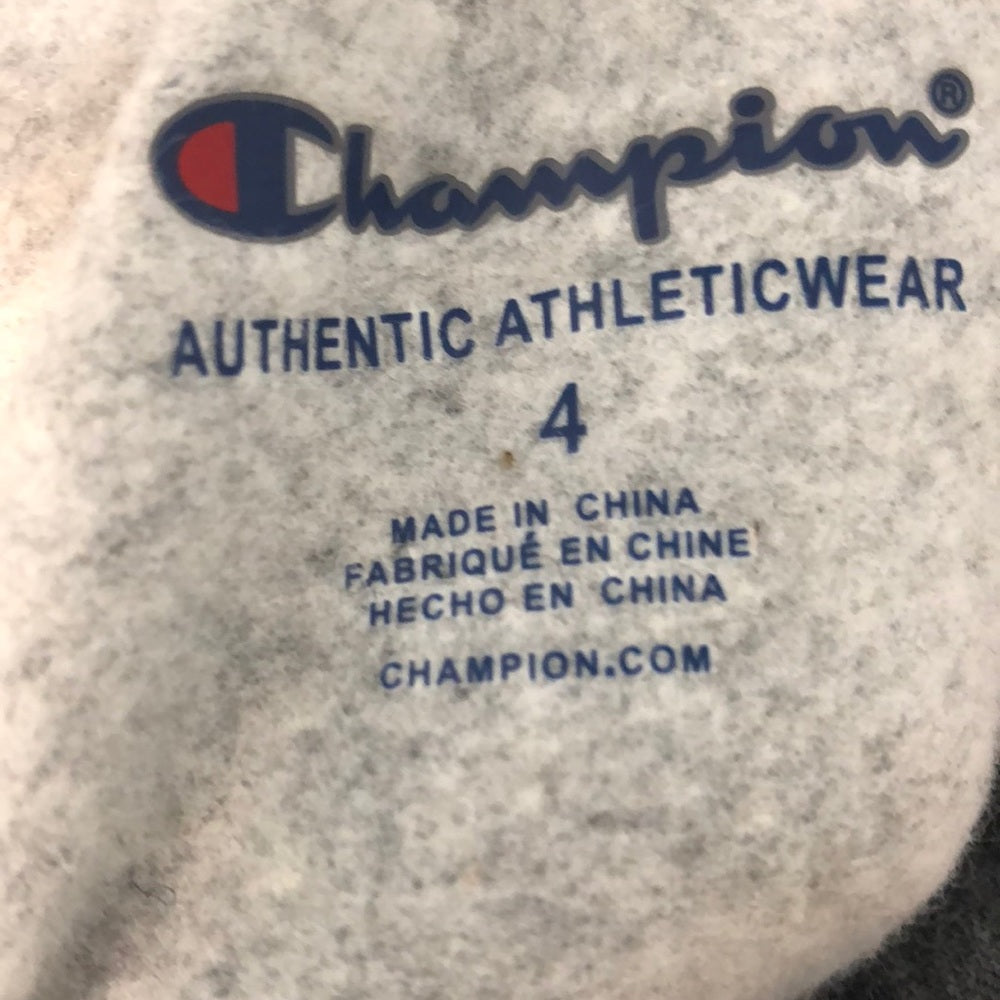 Champion®
AUTHENTIC ATHLETICWEAR
4
MADE IN CHINA
FABRIQUÉ EN CHINE
HECHO EN CHINA
CHAMPION.COM